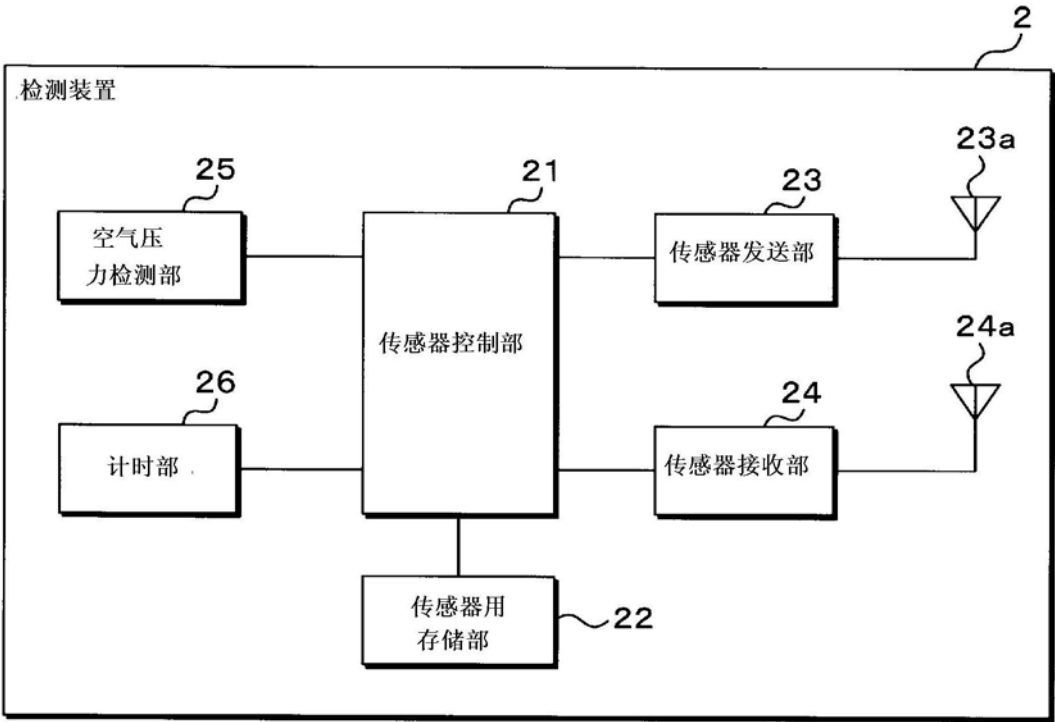 2
检测装置
25
空气压
力检测部
21
传感器控制部
23
传感器发送部
23a
26
计时部
24
传感器接收部
24a
传感器用
存储部
22